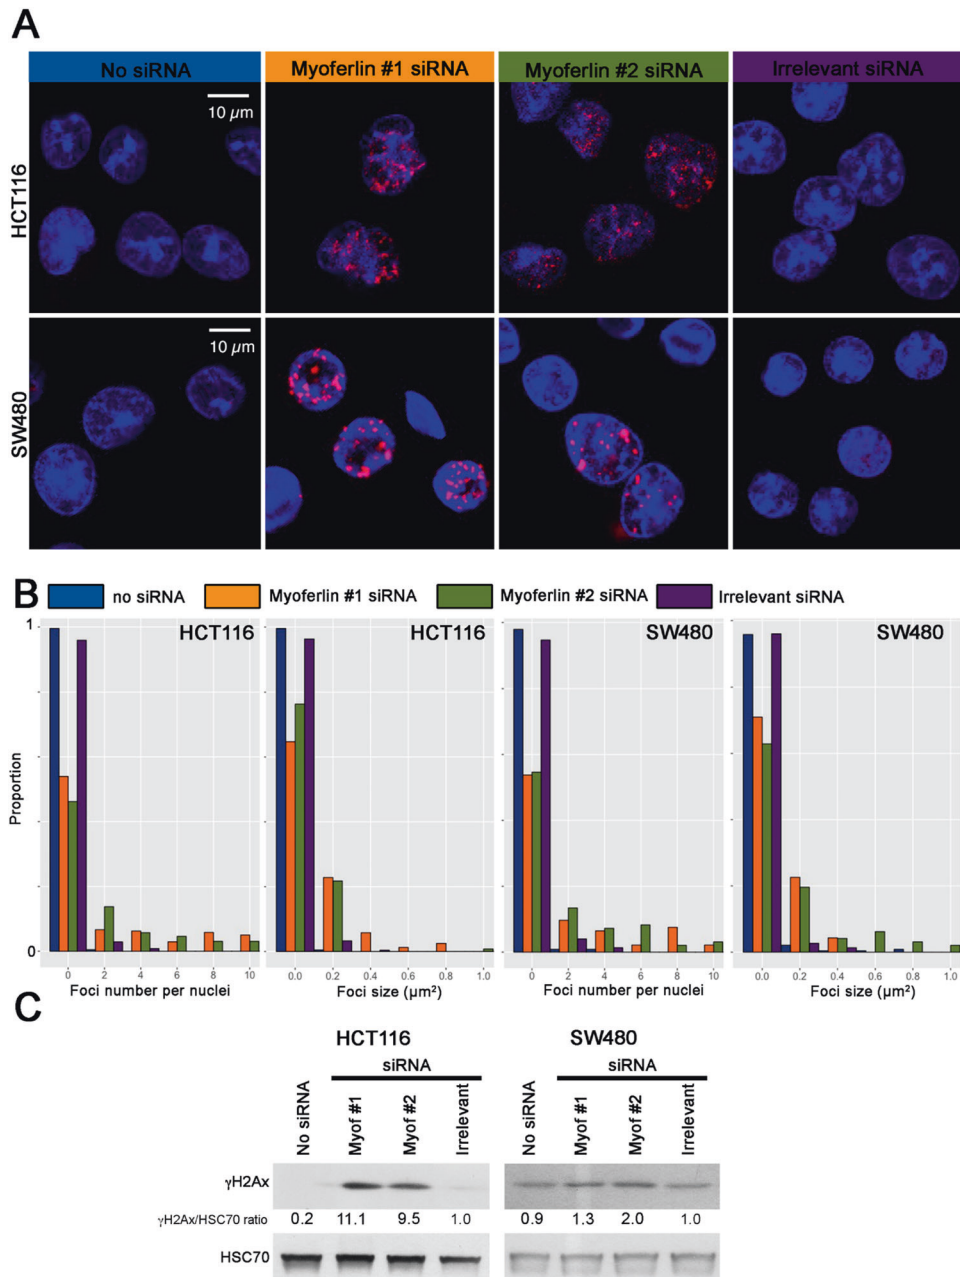 A
No siRNA
Myoferlin #1 siRNA
Myoferlin #2 siRNA
Irrelevant siRNA
HCT116
10 µm
SW480
10 µm
B
no siRNA
Myoferlin #1 siRNA
Myoferlin #2 siRNA
Irrelevant siRNA
HCT116
HCT116
SW480
SW480
Proportion
1
0
0 2 4 6 8 10
0.0 0.2 0.4 0.6 0.8 1.0
0 2 4 6 8 10
0.0 0.2 0.4 0.6 0.8 1.0
Foci number per nuclei
Foci size (µm²)
Foci number per nuclei
Foci size (µm²)
C
HCT116
SW480
siRNA
siRNA
No siRNA
Myof #1
Myof #2
Irrelevant
No siRNA
Myof #1
Myof #2
Irrelevant
γH2Ax
γH2Ax/HSC70 ratio 0.2 11.1 9.5 1.0 0.9 1.3 2.0 1.0
HSC70